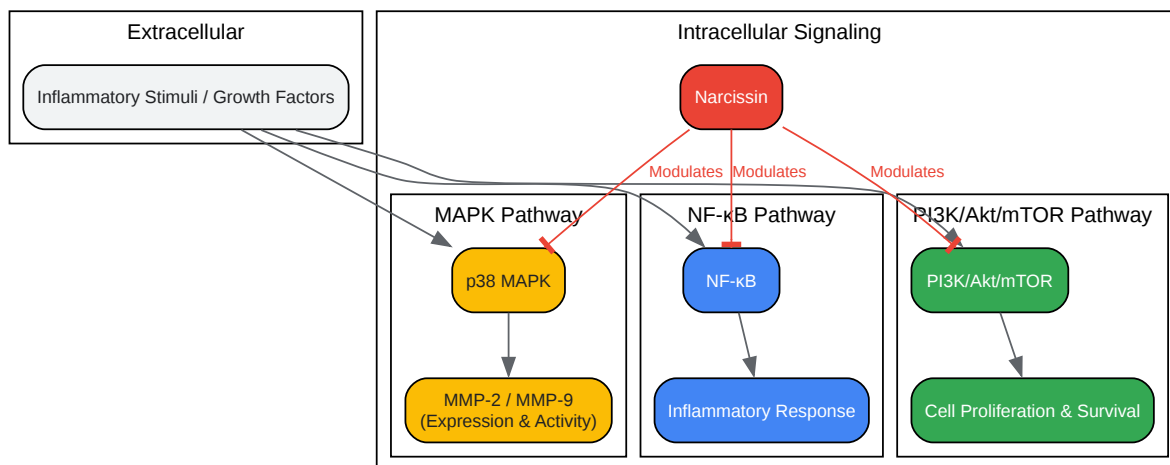 Extracellular
Intracellular Signaling
Inflammatory Stimuli / Growth Factors
Narcissin
Modulates
Modulates
Modulates
MAPK Pathway
NF-κB Pathway
PI3K/Akt/mTOR Pathway
p38 MAPK
NF-κB
PI3K/Akt/mTOR
MMP-2 / MMP-9
(Expression & Activity)
Inflammatory Response
Cell Proliferation & Survival